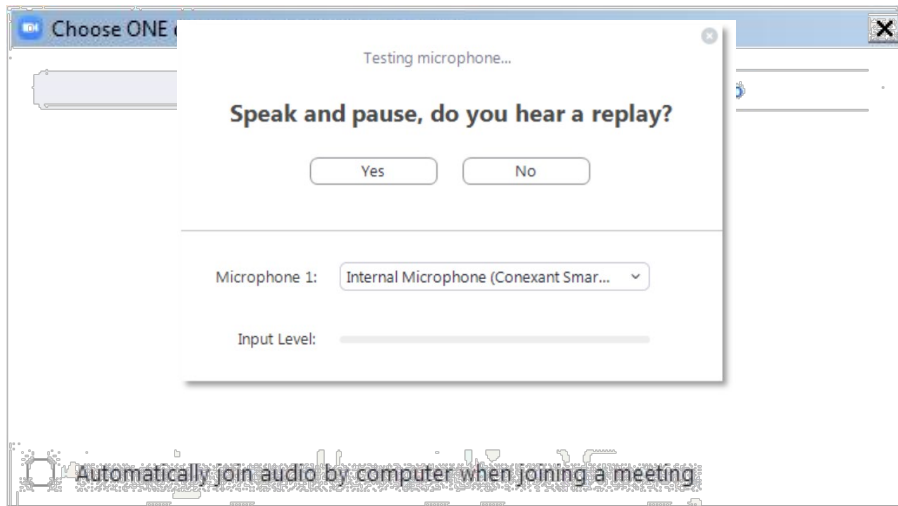 Choose ONE
Testing microphone...
Speak and pause, do you hear a replay?
Yes
No
Microphone 1:
Internal Microphone (Conexant Smar...
Input Level:
Automatically join audio by computer when joining a meeting